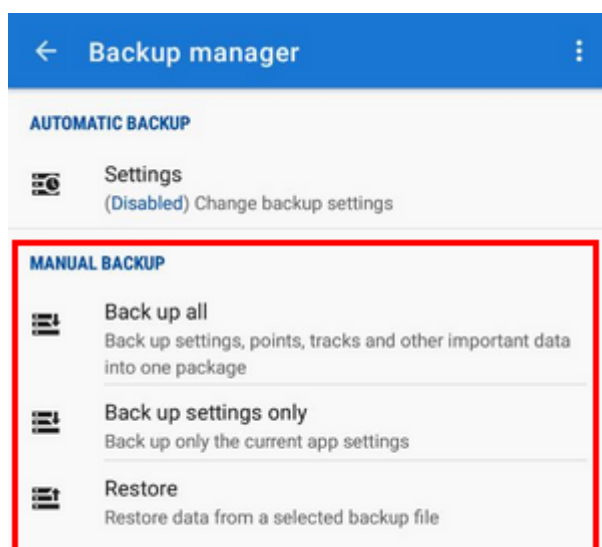 Backup manager
AUTOMATIC BACKUP
Settings
(Disabled) Change backup settings
MANUAL BACKUP
Back up all
Back up settings, points, tracks and other important data
into one package
Back up settings only
Back up only the current app settings
Restore
Restore data from a selected backup file